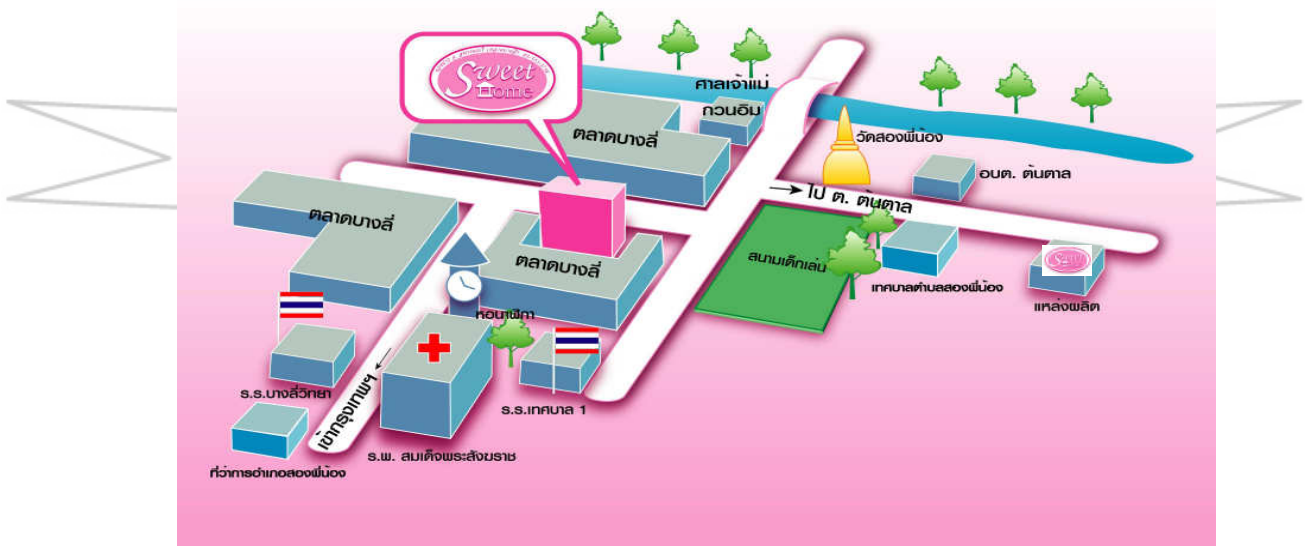 Sweet
Home
ศาลเจ้าแม่
กวนอิม
ตลาดบางลี่
วัดสองพี่น้อง
อบต. ต้นตาล
ไป ต. ต้นตาล
ตลาดบางลี่
ตลาดบางลี่
สนามเด็กเล่น
เทศบาลตำบลสองพี่น้อง
แหล่งผลิต
หอนาฬิกา
ร.ร.บางลี่วิทยา
ร.ร.เทศบาล 1
เข้ากรุงเทพฯ
ร.พ. สมเด็จพระสังฆราช
ที่ว่าการอำเภอสองพี่น้อง